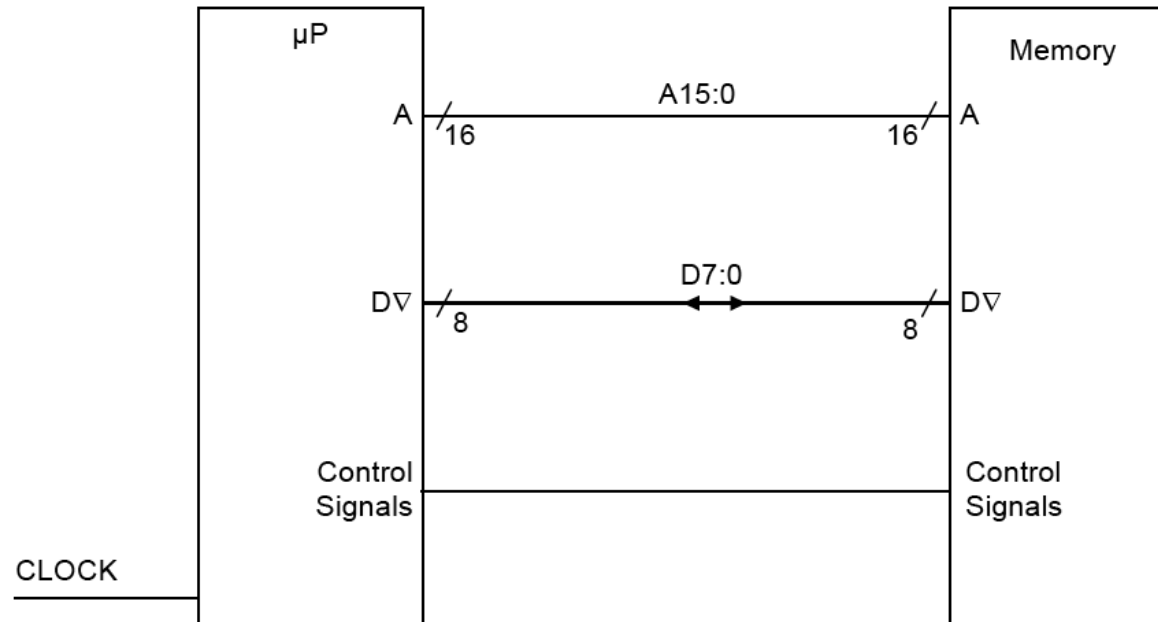 µP
Memory
A15:0
A
16
16
A
D7:0
D∇
8
8
D∇
Control
Signals
Control
Signals
CLOCK